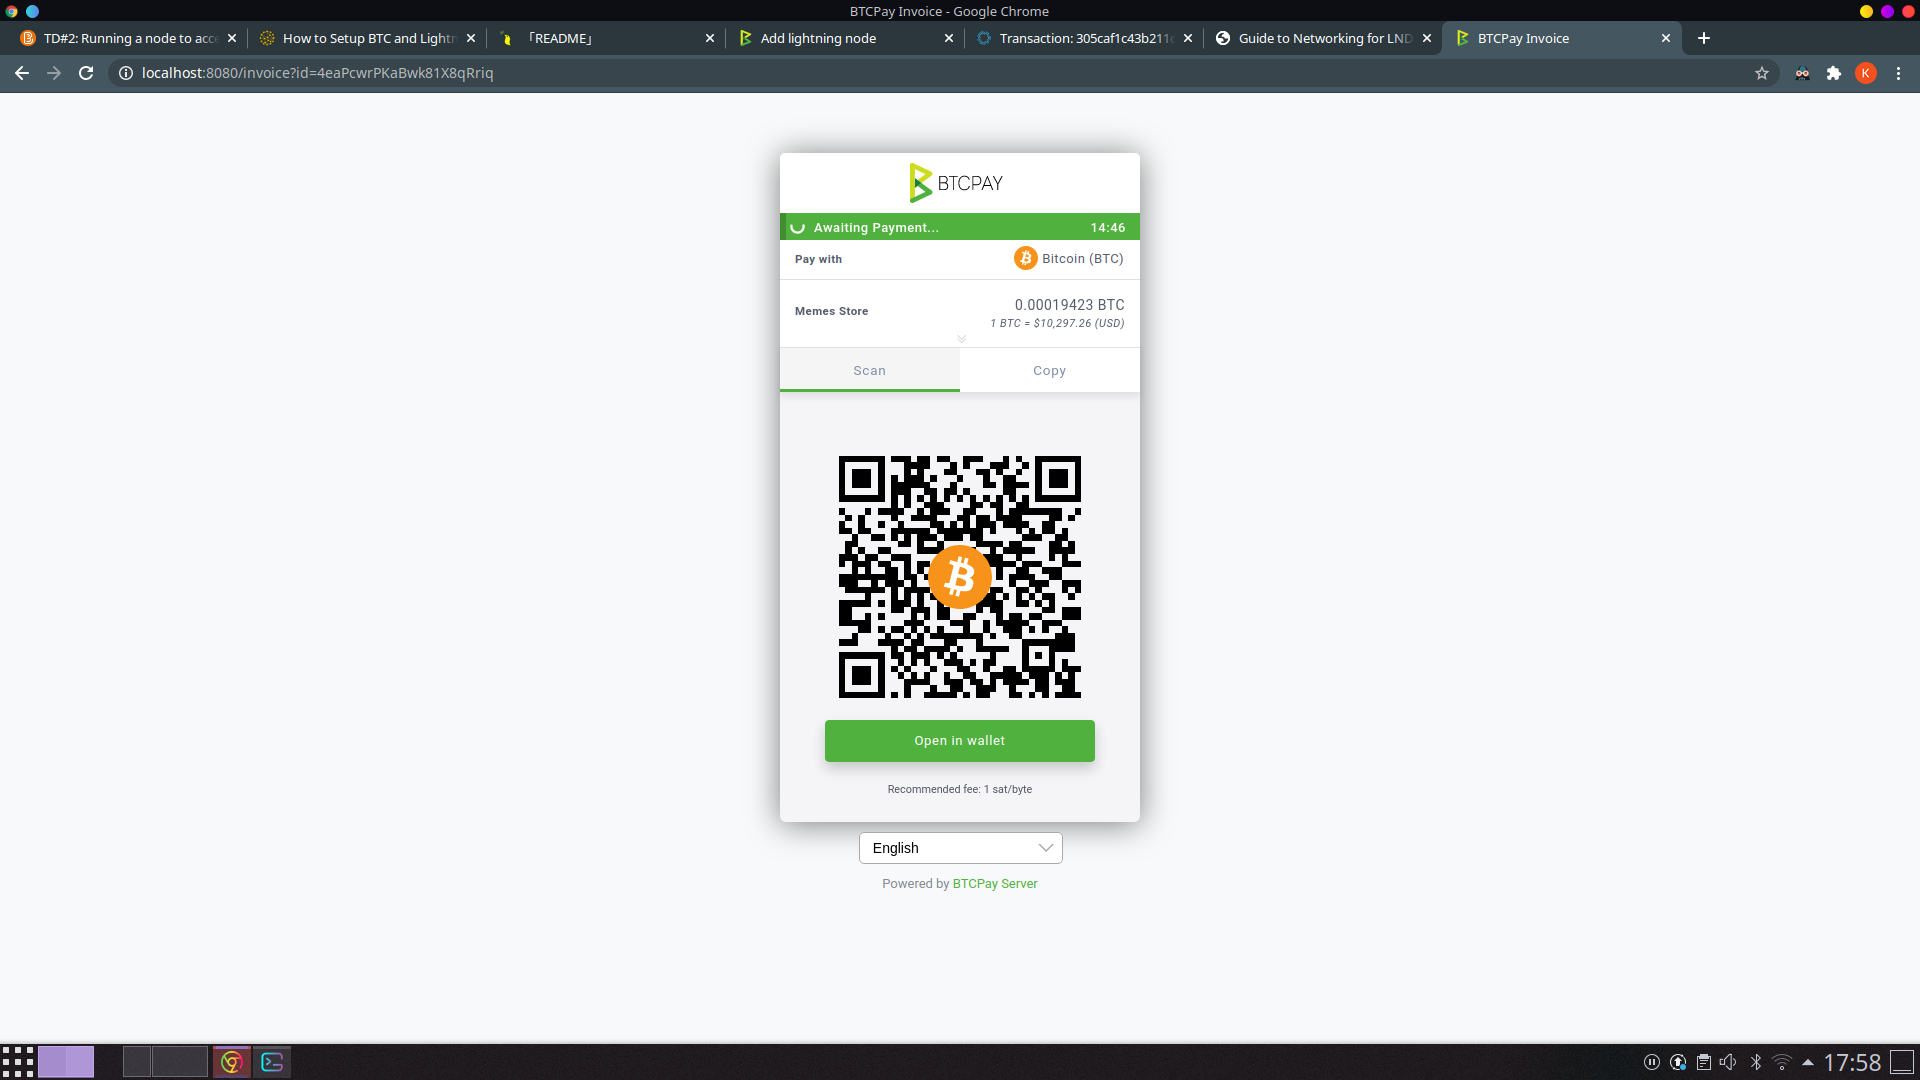 BTCPay Invoice - Google Chrome
TD#2: Running a node to acce
How to Setup BTC and Lightn
「README」
Add lightning node
Transaction: 305caf1c43b211c
Guide to Networking for LND
BTCPay Invoice
localhost:8080/invoice?id=4eaPcwrPKaBwk81X8qRriq
K
BTCPAY
Awaiting Payment... 14:46
Pay with Bitcoin (BTC)
Memes Store 0.00019423 BTC
1 BTC = $10,297.26 (USD)
Scan Copy
Open in wallet
Recommended fee: 1 sat/byte
English
Powered by BTCPay Server
17:58